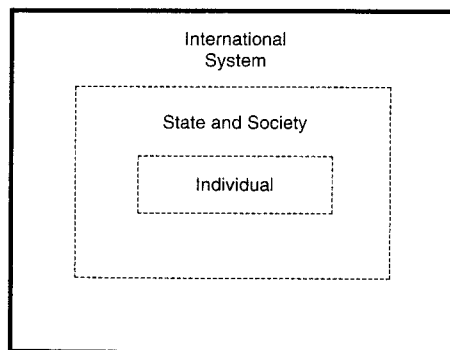 International
System
State and Society
Individual